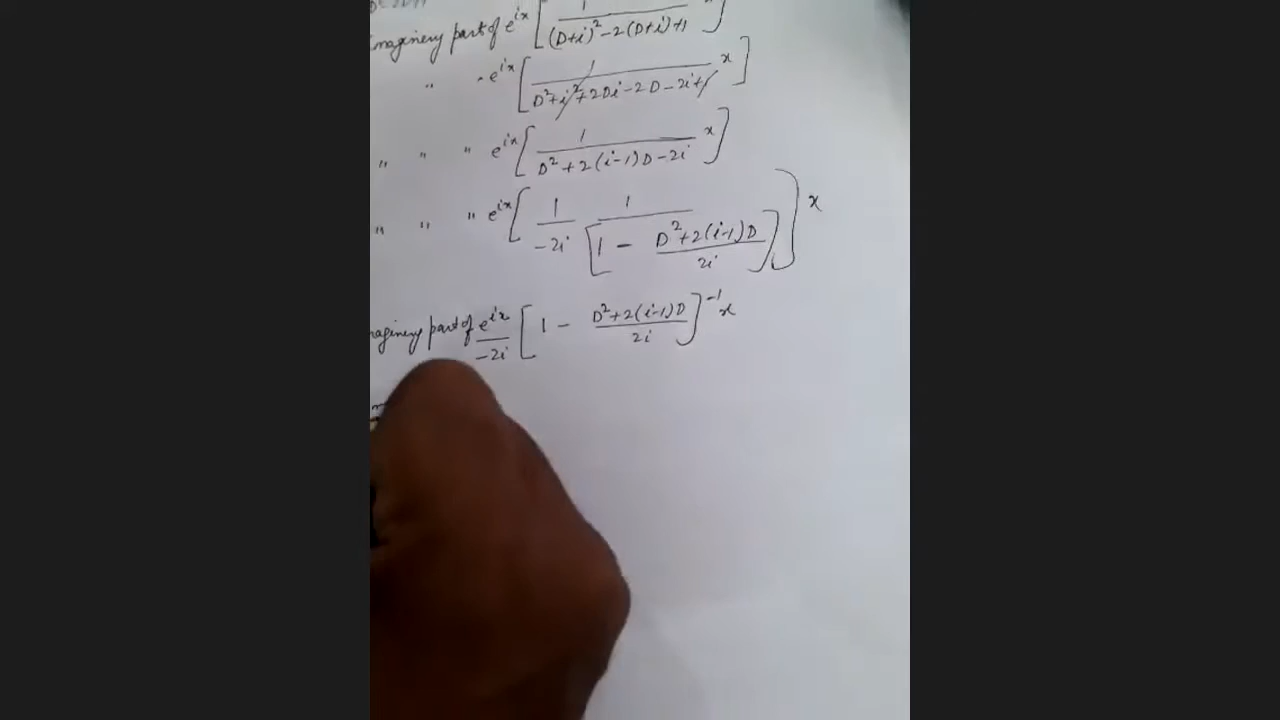 imaginery part of e^{ix} [ 1 / ((D+i)^2 - 2(D+i) + 1) x ]
" " e^{ix} [ 1 / (D^2 + i^2 + 2Di - 2D - 2i + 1) x ]
" " " e^{ix} [ 1 / (D^2 + 2(i-1)D - 2i) x ]
" " " e^{ix} [ 1 / -2i 1 / [ 1 - (D^2 + 2(i-1)D) / 2i ] ] x
maginery part of e^{ix} / -2i [ 1 - (D^2 + 2(i-1)D) / 2i ]^{-1} x